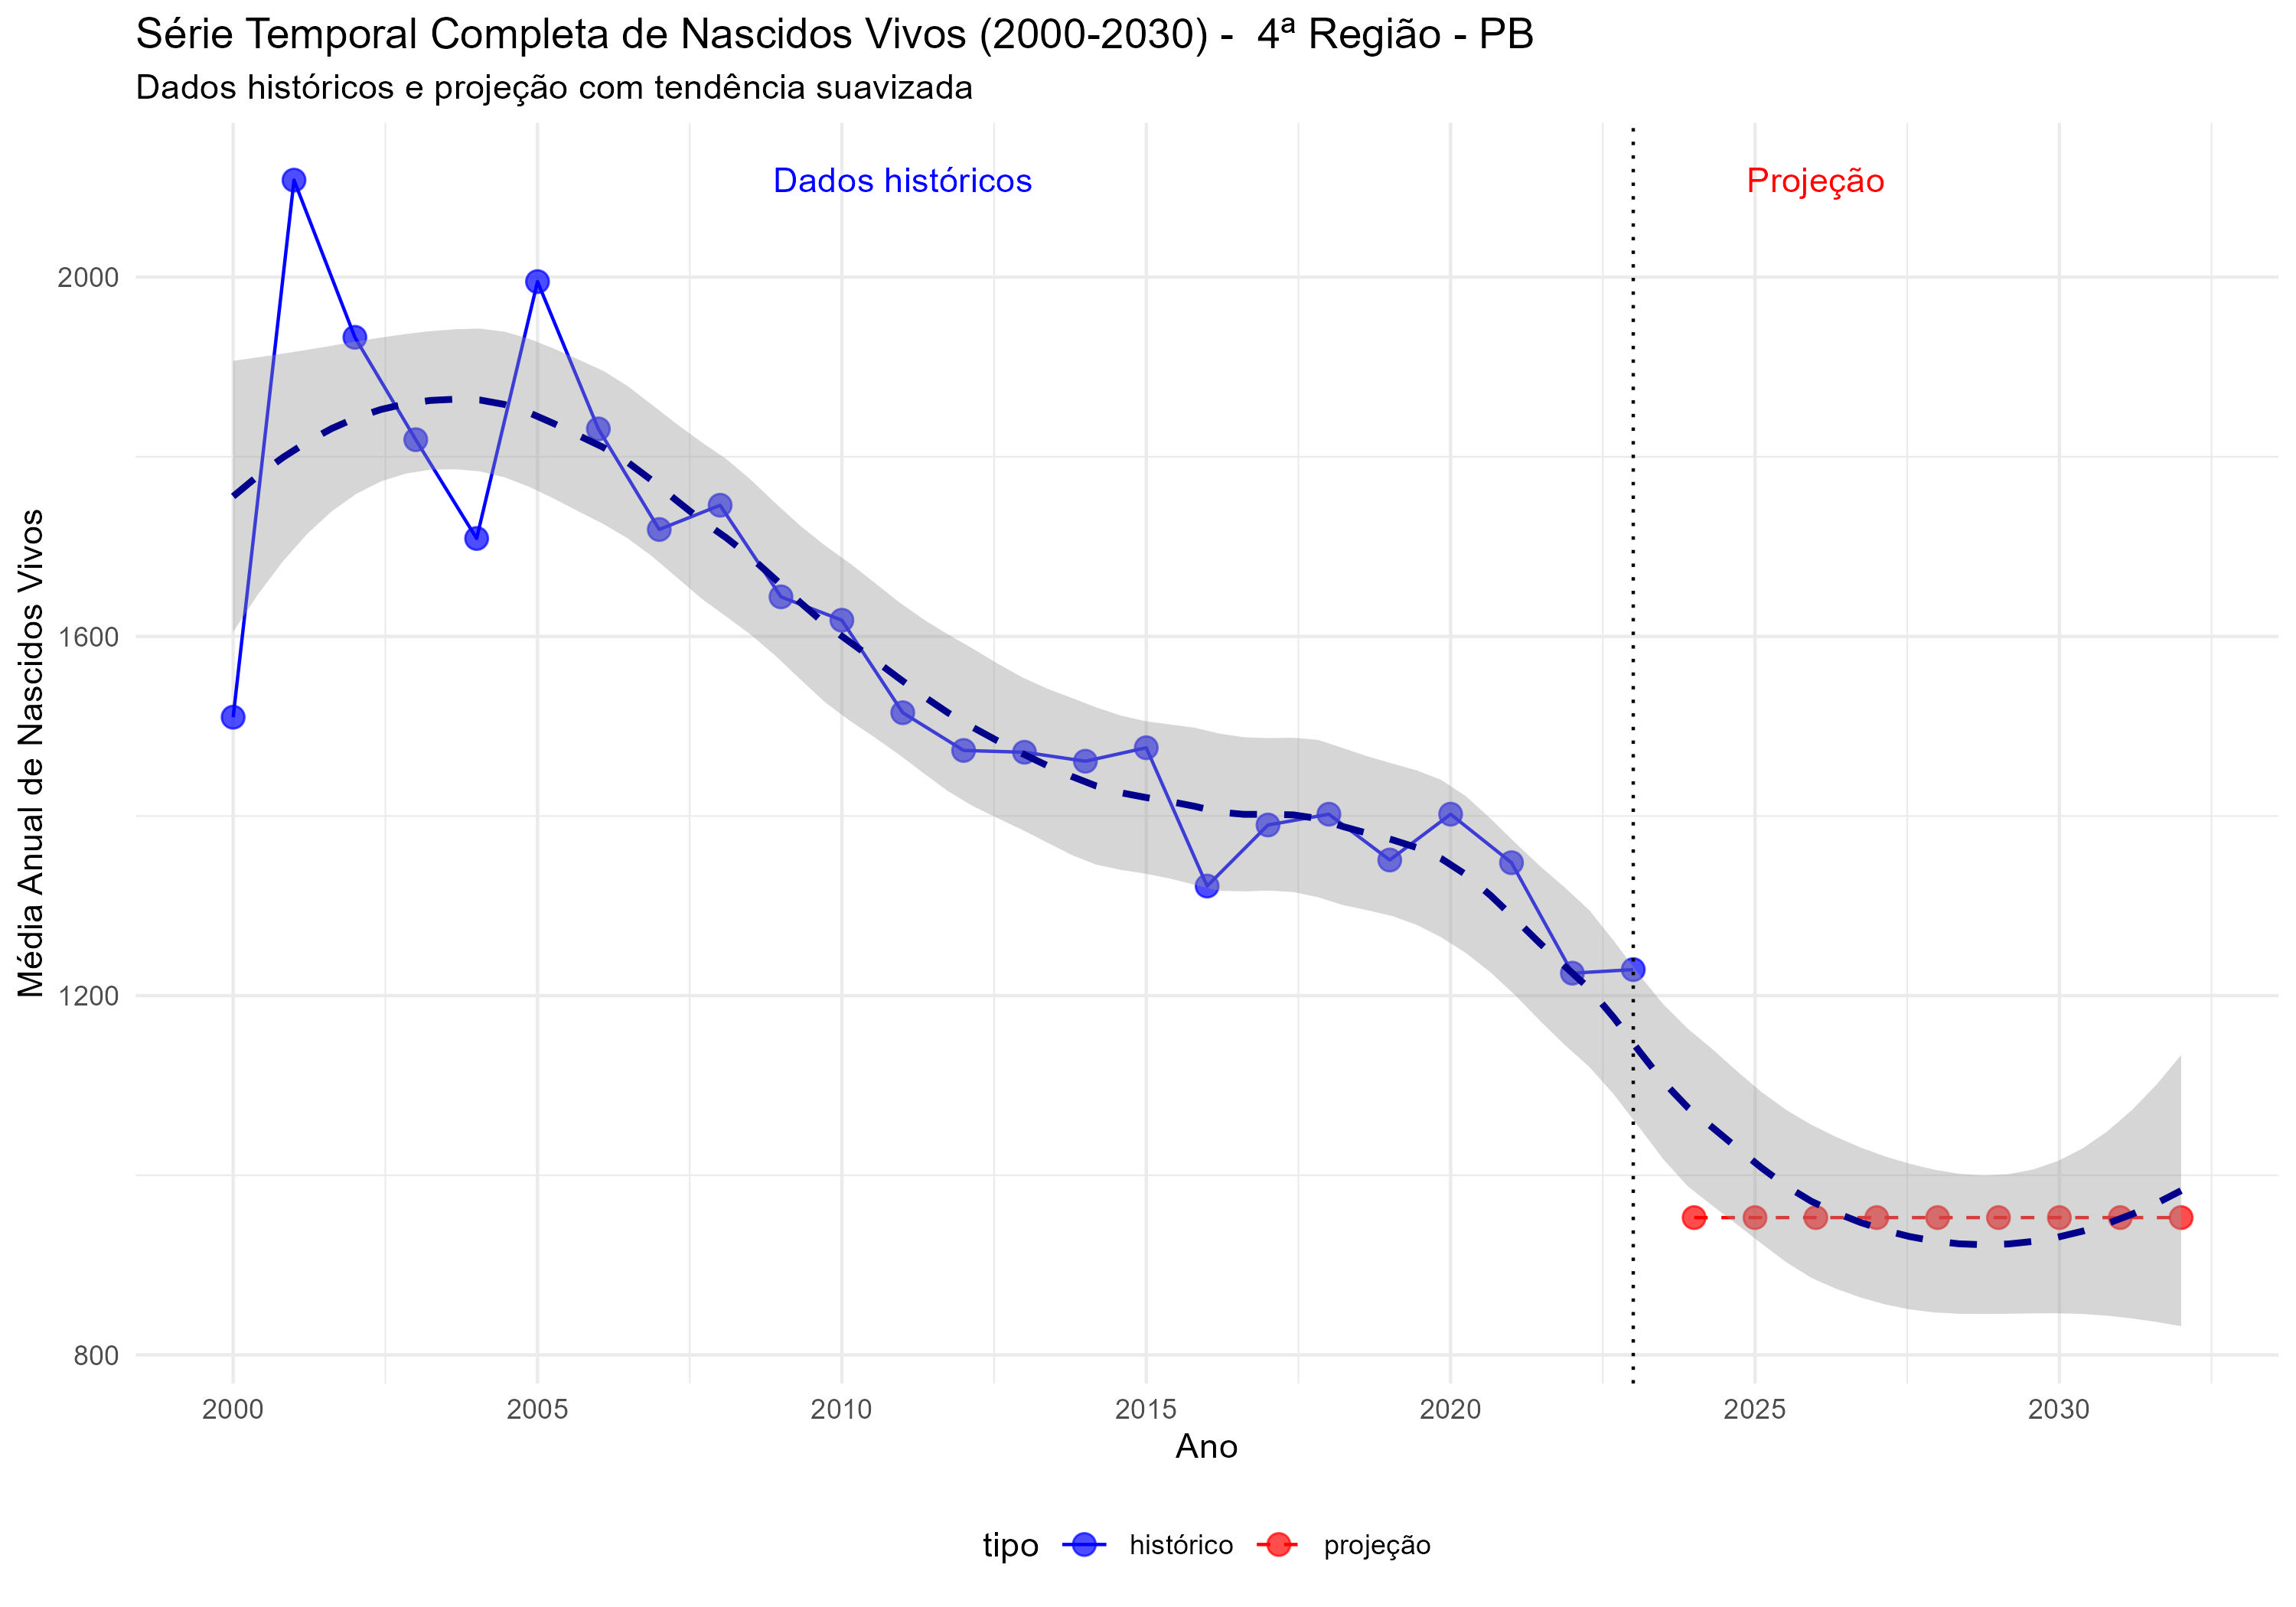 Série Temporal Completa de Nascidos Vivos (2000-2030) -  4ª Região - PB
Dados históricos e projeção com tendência suavizada
Dados históricos
Projeção
Média Anual de Nascidos Vivos
2000
1600
1200
800
2000
2005
2010
2015
2020
2025
2030
Ano
tipo
histórico
projeção